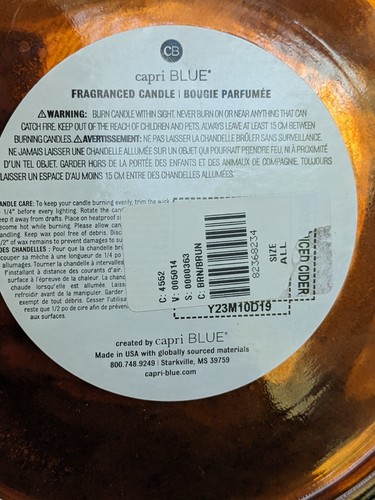 CB
capri BLUE®
FRAGRANCED CANDLE | BOUGIE PARFUMÉE
⚠WARNING: BURN CANDLE WITHIN SIGHT. NEVER BURN ON OR NEAR ANYTHING THAT CAN
CATCH FIRE. KEEP OUT OF THE REACH OF CHILDREN AND PETS. ALWAYS LEAVE AT LEAST 15 CM BETWEEN
BURNING CANDLES. ⚠AVERTISSEMENT: NE PAS LAISSER LA CHANDELLE BRÛLER SANS SURVEILLANCE.
NE JAMAIS LAISSER UNE CHANDELLE ALLUMÉE SUR UN OBJET QUI POURRAIT PRENDRE FEU, NI À PROXIMITÉ
D'UN TEL OBJET. GARDER HORS DE LA PORTÉE DES ENFANTS ET DES ANIMAUX DE COMPAGNIE. TOUJOURS
LAISSER UN ESPACE D'AU MOINS 15 CM ENTRE DES CHANDELLES ALLUMÉES.
ANDLE CARE: To keep your candle burning evenly, trim the wick
1/4" before every lighting. Rotate the can
eep it away from drafts. Place on heatproof s
ecome hot while burning. Please allow can
andling. Keep wax pool free of debris. Disc
/2" of wax remains to prevent damages to su
DES CHANDELLES : Pour que la chandelle br
couper sa mèche à une longueur de 1/4 po
allumages. Tourner la chandelle à intervalles
l'installant à distance des courants d'air.
surface à l'épreuve de la chaleur. La chand
chaude lorsqu'elle est allumée. Laissez
refroidir avant de la manipuler. Garder
exempt de tout débris. Cesser l'utilisa
reste que 1/2 po de cire afin de préven
aux surfaces.
C: 4552
V: 005014
S: 0000363
C: BRN/BRUN
82368234
SIZE
ALL
ICED CIDER
Y23M10D19
created by capri BLUE®
Made in USA with globally sourced materials
800.748.9249 | Starkville, MS 39759
capri-blue.com